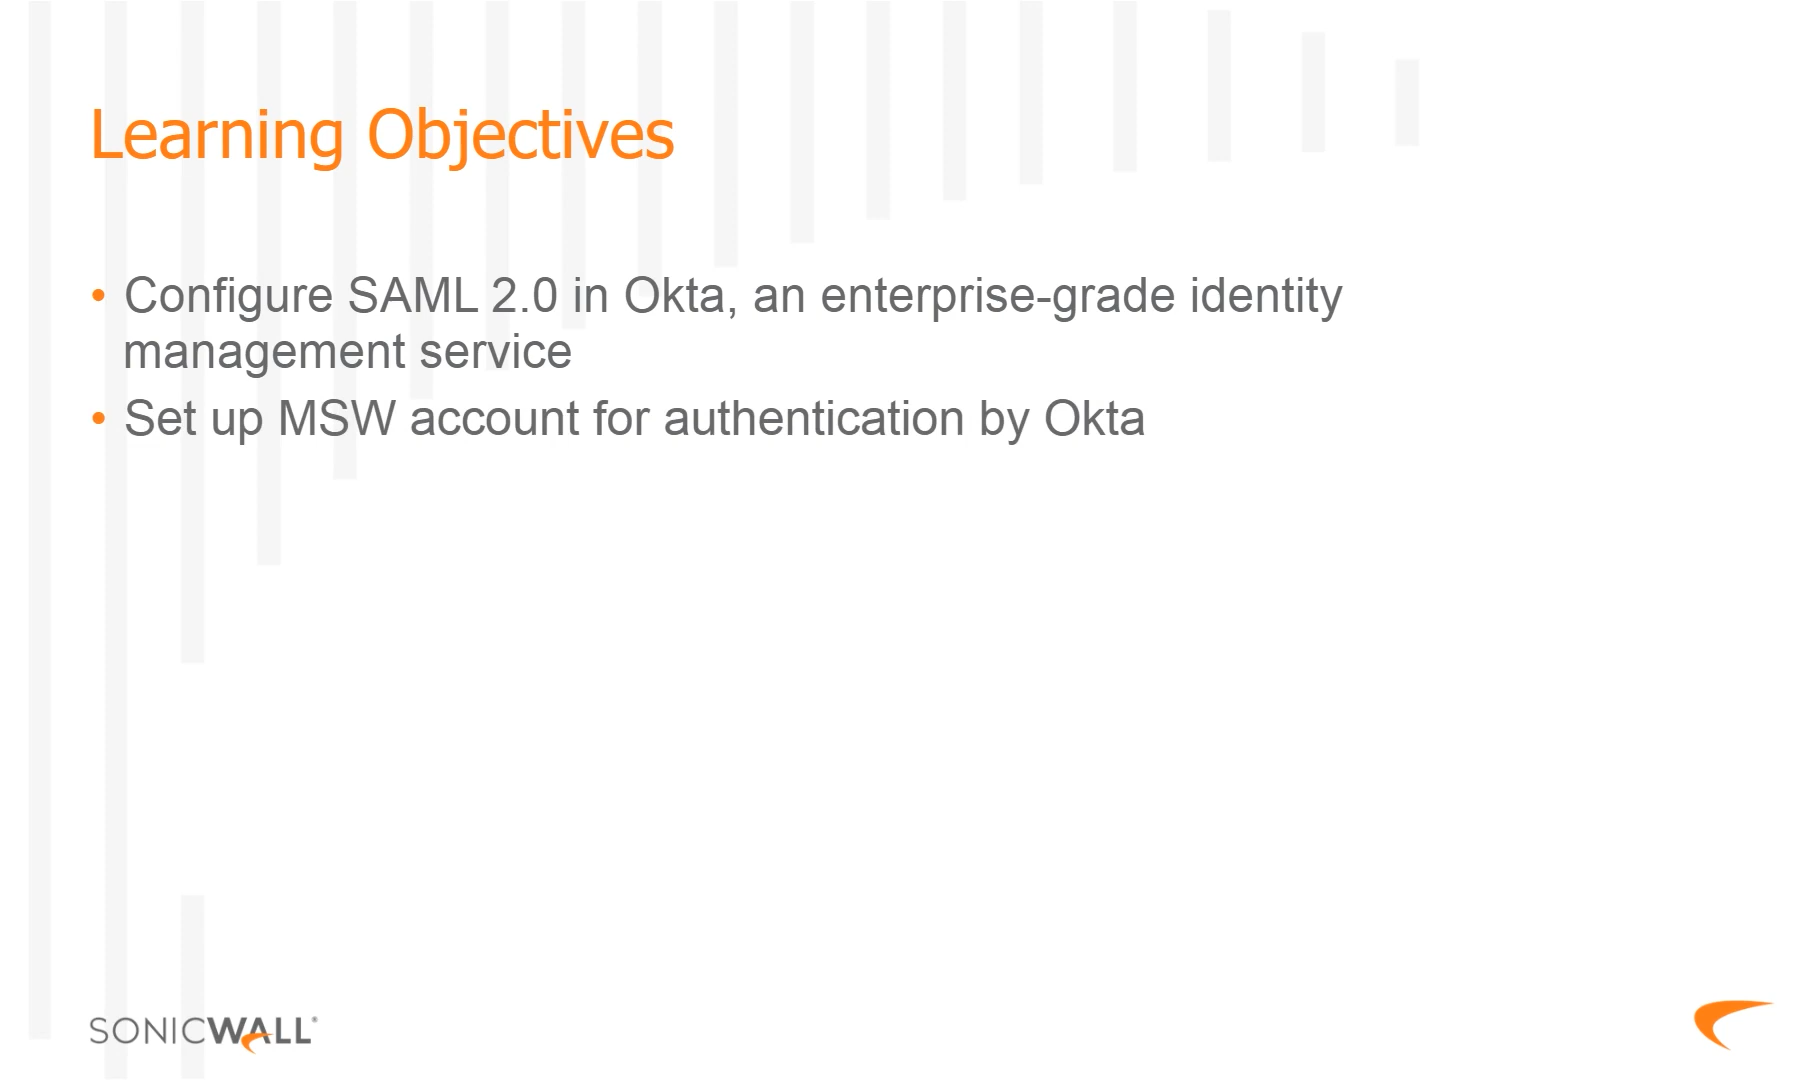 Learning Objectives
• Configure SAML 2.0 in Okta, an enterprise-grade identity
management service
• Set up MSW account for authentication by Okta
SONICWALL®